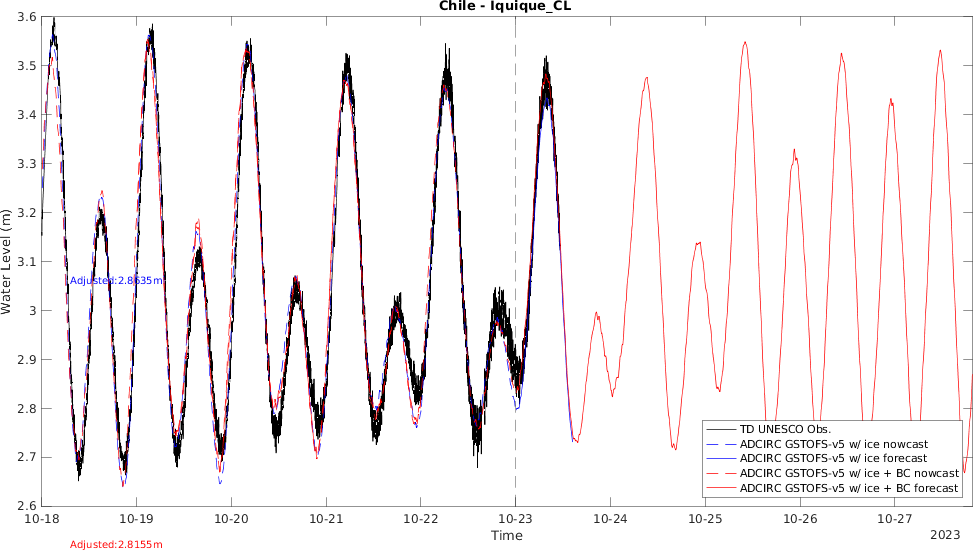 Chile - Iquique_CL
3.6
3.5
3.4
3.3
3.2
3.1
3
2.9
2.8
2.7
2.6
Water Level (m)
Adjusted:2.8635m
TD UNESCO Obs.
ADCIRC GSTOFS-v5 w/ ice nowcast
ADCIRC GSTOFS-v5 w/ ice forecast
ADCIRC GSTOFS-v5 w/ ice + BC nowcast
ADCIRC GSTOFS-v5 w/ ice + BC forecast
10-18 10-19 10-20 10-21 10-22 10-23 10-24 10-25 10-26 10-27
Time
2023
Adjusted:2.8155m